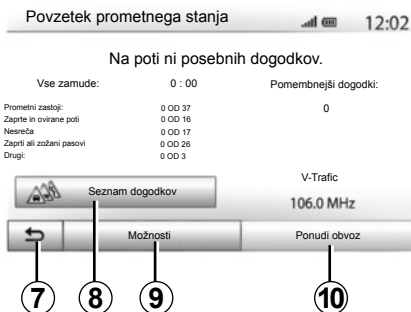 Povzetek prometnega stanja 12:02
Na poti ni posebnih dogodkov.
Vse zamude: 0 : 00 Pomembnejši dogodki:
Prometni zastoji: 0 OD 37 0
Zaprte in ovirane poti 0 OD 16
Nesreča 0 OD 17
Zaprti ali zožani pasovi 0 OD 26
Drugi: 0 OD 3
V-Trafic
Seznam dogodkov 106.0 MHz
Možnosti Ponudi obvoz
7 8 9 10